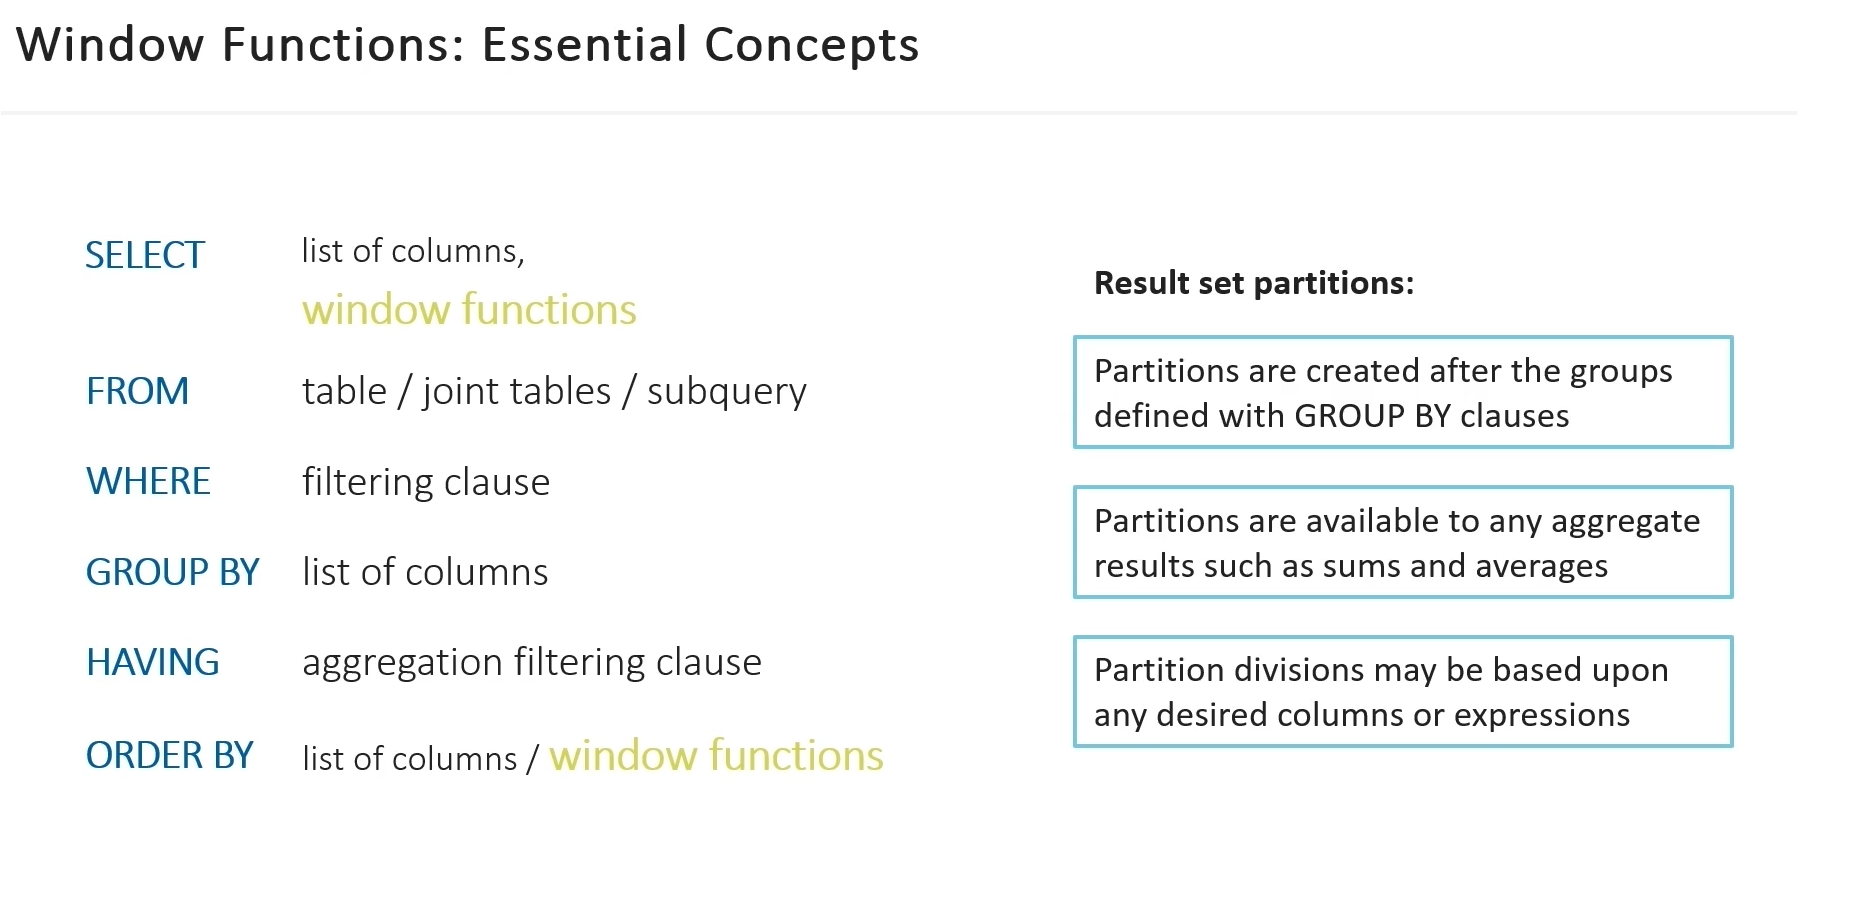 Window Functions: Essential Concepts
SELECT list of columns,
window functions
FROM table / joint tables / subquery
WHERE filtering clause
GROUP BY list of columns
HAVING aggregation filtering clause
ORDER BY list of columns / window functions
Result set partitions:
Partitions are created after the groups
defined with GROUP BY clauses
Partitions are available to any aggregate
results such as sums and averages
Partition divisions may be based upon
any desired columns or expressions